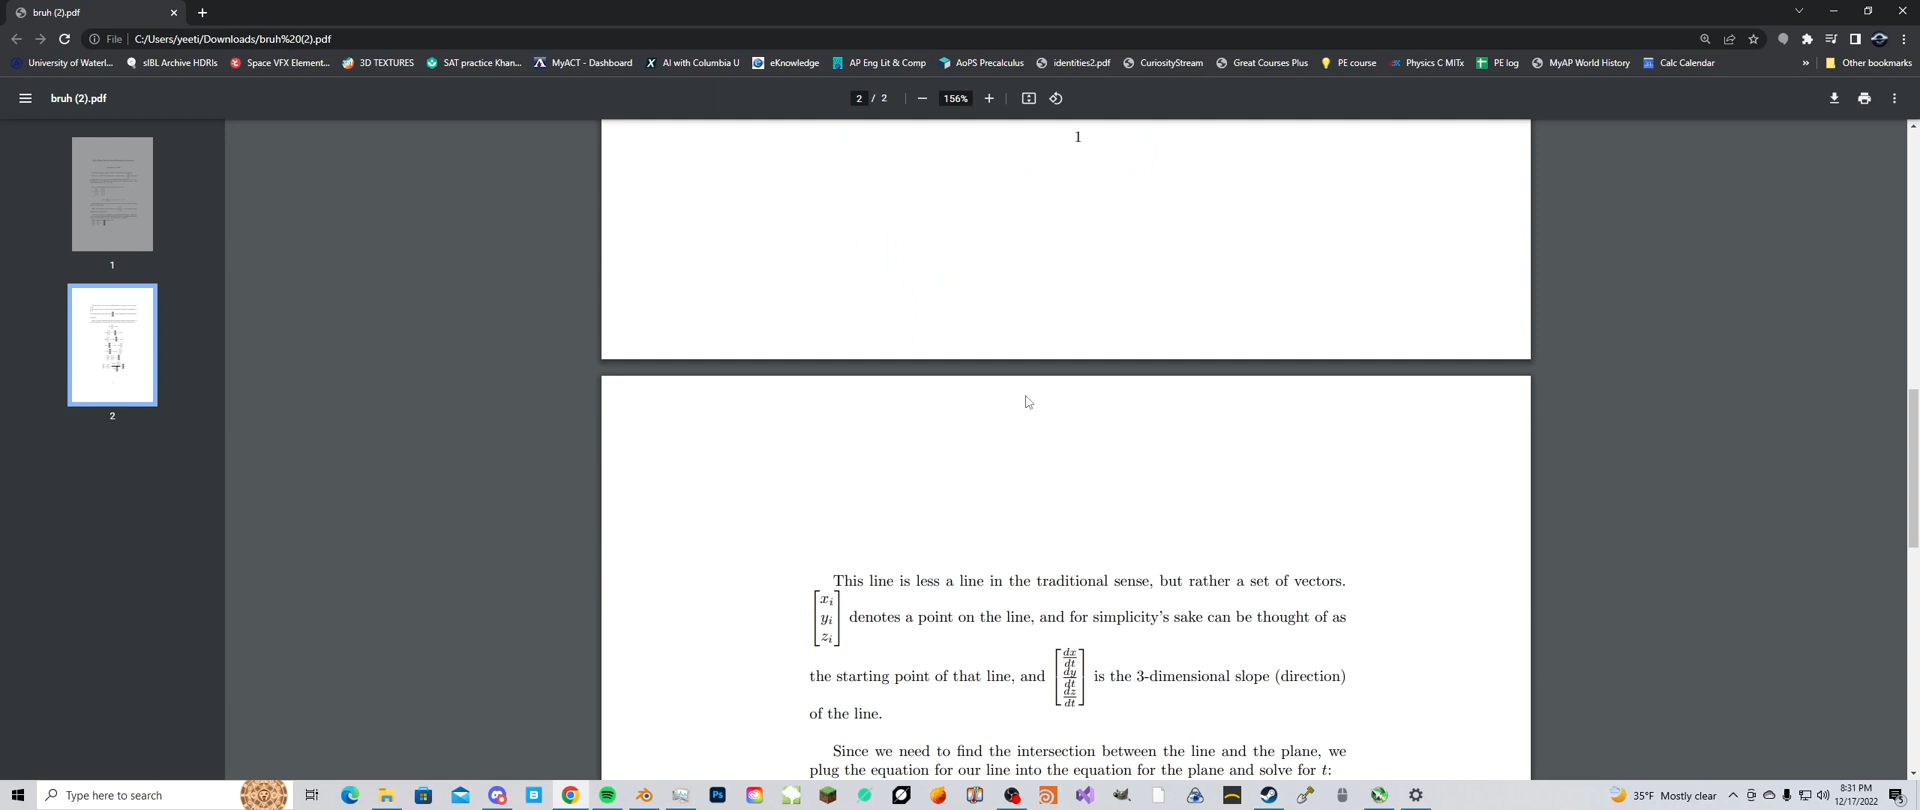 bruh (2).pdf
File C:/Users/yeeti/Downloads/bruh%20(2).pdf
University of Waterl... sIBL Archive HDRIs Space VFX Element... 3D TEXTURES SAT practice Khan... MyACT - Dashboard AI with Columbia U eKnowledge AP Eng Lit & Comp AoPS Precalculus identities2.pdf CuriosityStream Great Courses Plus PE course Physics C MITx PE log MyAP World History Calc Calendar » Other bookmarks
bruh (2).pdf 2 / 2 156%
1
2
1
This line is less a line in the traditional sense, but rather a set of vectors.
[x_i y_i z_i] denotes a point on the line, and for simplicity's sake can be thought of as
the starting point of that line, and [dx/dt dy/dt dz/dt] is the 3-dimensional slope (direction)
of the line.
Since we need to find the intersection between the line and the plane, we
plug the equation for our line into the equation for the plane and solve for t:
Type here to search 35°F Mostly clear 8:31 PM
12/17/2022 5